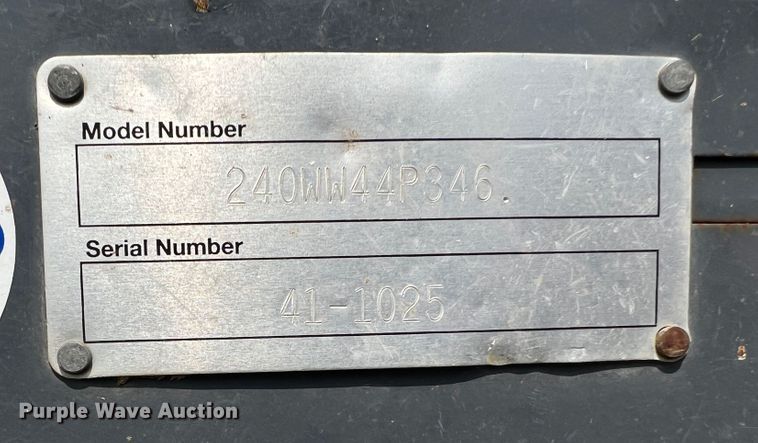 Model Number
240WW44P346.
Serial Number
41-1025
Purple Wave Auction